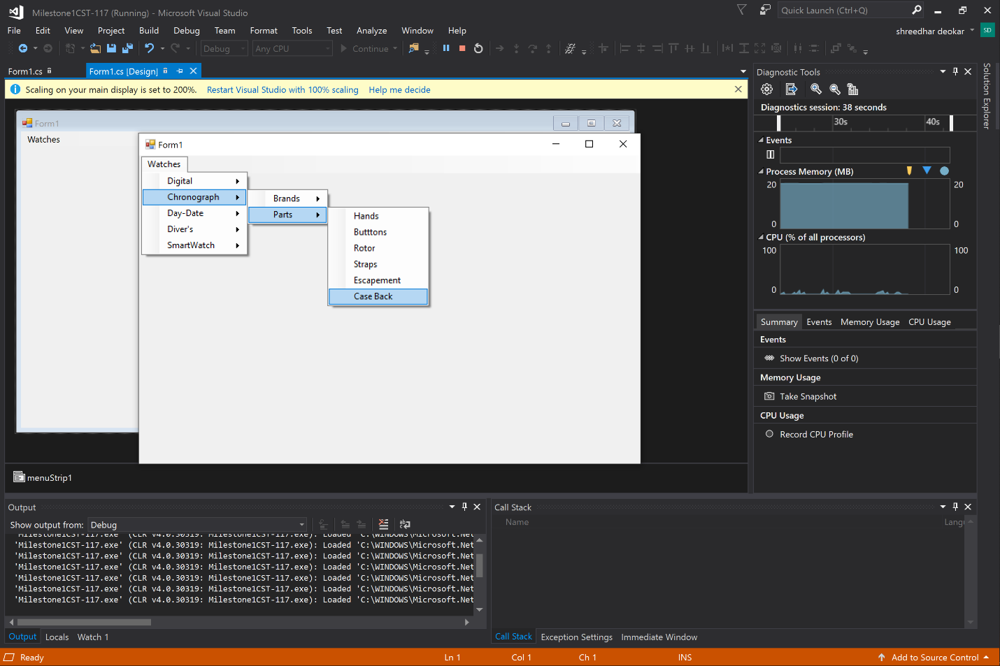 Milestone1CST-117 (Running) - Microsoft Visual Studio
Quick Launch (Ctrl+Q)
File Edit View Project Build Debug Team Format Tools Test Analyze Window Help
shreedhar deokar SD
Debug Any CPU Continue
Form1.cs Form1.cs [Design]
Scaling on your main display is set to 200%. Restart Visual Studio with 100% scaling Help me decide
Form1
Watches
Form1
Watches
Digital
Chronograph
Day-Date
Diver's
SmartWatch
Brands
Parts
Hands
Butttons
Rotor
Straps
Escapement
Case Back
menuStrip1
Diagnostic Tools
Diagnostics session: 38 seconds
30s 40s
Events
Process Memory (MB)
20 20
0 0
CPU (% of all processors)
100 100
0 0
Summary Events Memory Usage CPU Usage
Events
Show Events (0 of 0)
Memory Usage
Take Snapshot
CPU Usage
Record CPU Profile
Solution Explorer
Output
Show output from: Debug
'Milestone1CST-117.exe' (CLR v4.0.30319: Milestone1CST-117.exe): Loaded 'C:\WINDOWS\Microsoft.Net
'Milestone1CST-117.exe' (CLR v4.0.30319: Milestone1CST-117.exe): Loaded 'C:\WINDOWS\Microsoft.Net
'Milestone1CST-117.exe' (CLR v4.0.30319: Milestone1CST-117.exe): Loaded 'C:\WINDOWS\Microsoft.Net
'Milestone1CST-117.exe' (CLR v4.0.30319: Milestone1CST-117.exe): Loaded 'C:\WINDOWS\Microsoft.Net
'Milestone1CST-117.exe' (CLR v4.0.30319: Milestone1CST-117.exe): Loaded 'C:\WINDOWS\Microsoft.Net
'Milestone1CST-117.exe' (CLR v4.0.30319: Milestone1CST-117.exe): Loaded 'C:\WINDOWS\Microsoft.Net
'Milestone1CST-117.exe' (CLR v4.0.30319: Milestone1CST-117.exe): Loaded 'C:\WINDOWS\Microsoft.Net
Output Locals Watch 1
Call Stack
Name Langu
Call Stack Exception Settings Immediate Window
Ready Ln 1 Col 1 Ch 1 INS Add to Source Control